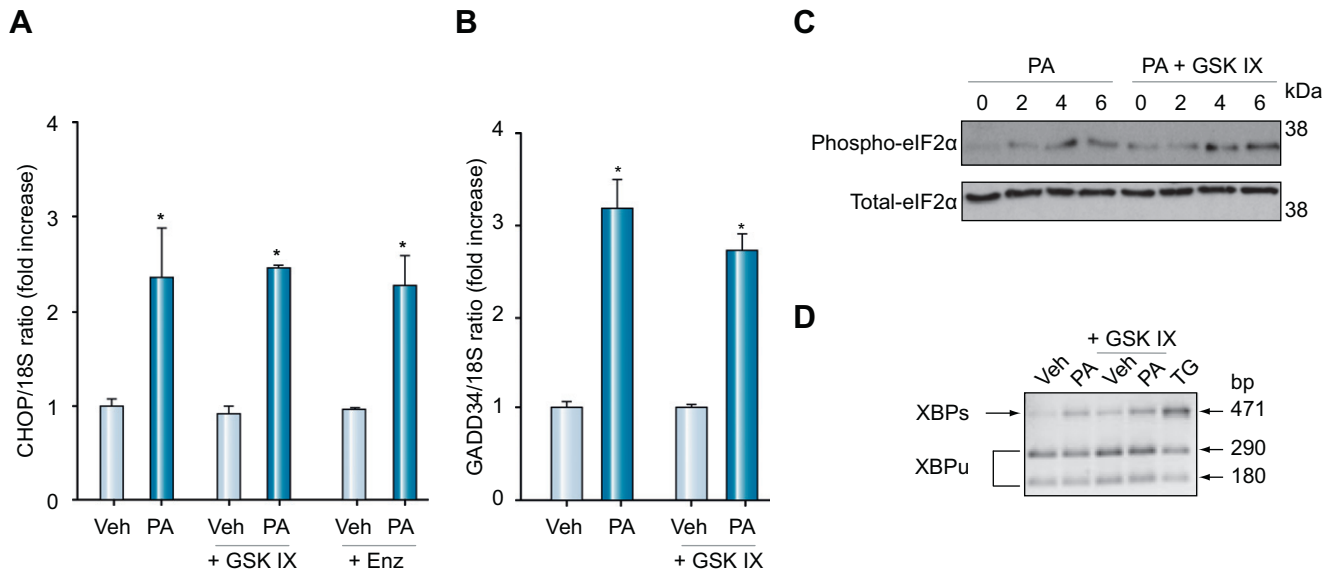 A
CHOP/18S ratio (fold increase)
4
3
2
1
0
*
*
*
Veh PA Veh PA Veh PA
+ GSK IX + Enz
B
GADD34/18S ratio (fold increase)
4
3
2
1
0
*
*
Veh PA Veh PA
+ GSK IX
C
PA PA + GSK IX
0 2 4 6 0 2 4 6 kDa
Phospho-eIF2α 38
Total-eIF2α 38
D
+ GSK IX
Veh PA Veh PA TG bp
XBPs 471
XBPu 290
180